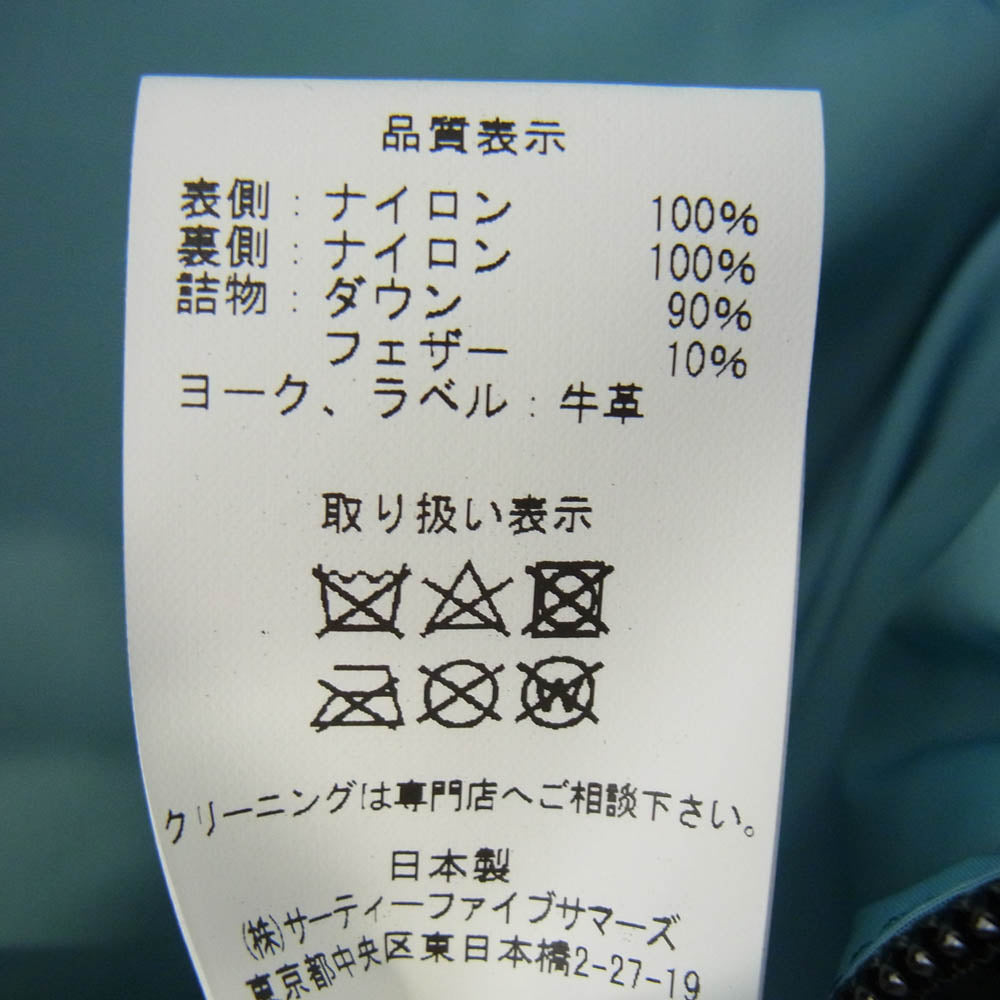 品質表示
表側:ナイロン 100%
裏側:ナイロン 100%
詰物:ダウン 90%
フェザー 10%
ヨーク、ラベル:牛革
取り扱い表示
W
クリーニングは専門店へご相談下さい。
日本製
(株)サーティーファイブサマーズ
東京都中央区東日本橋2-27-19